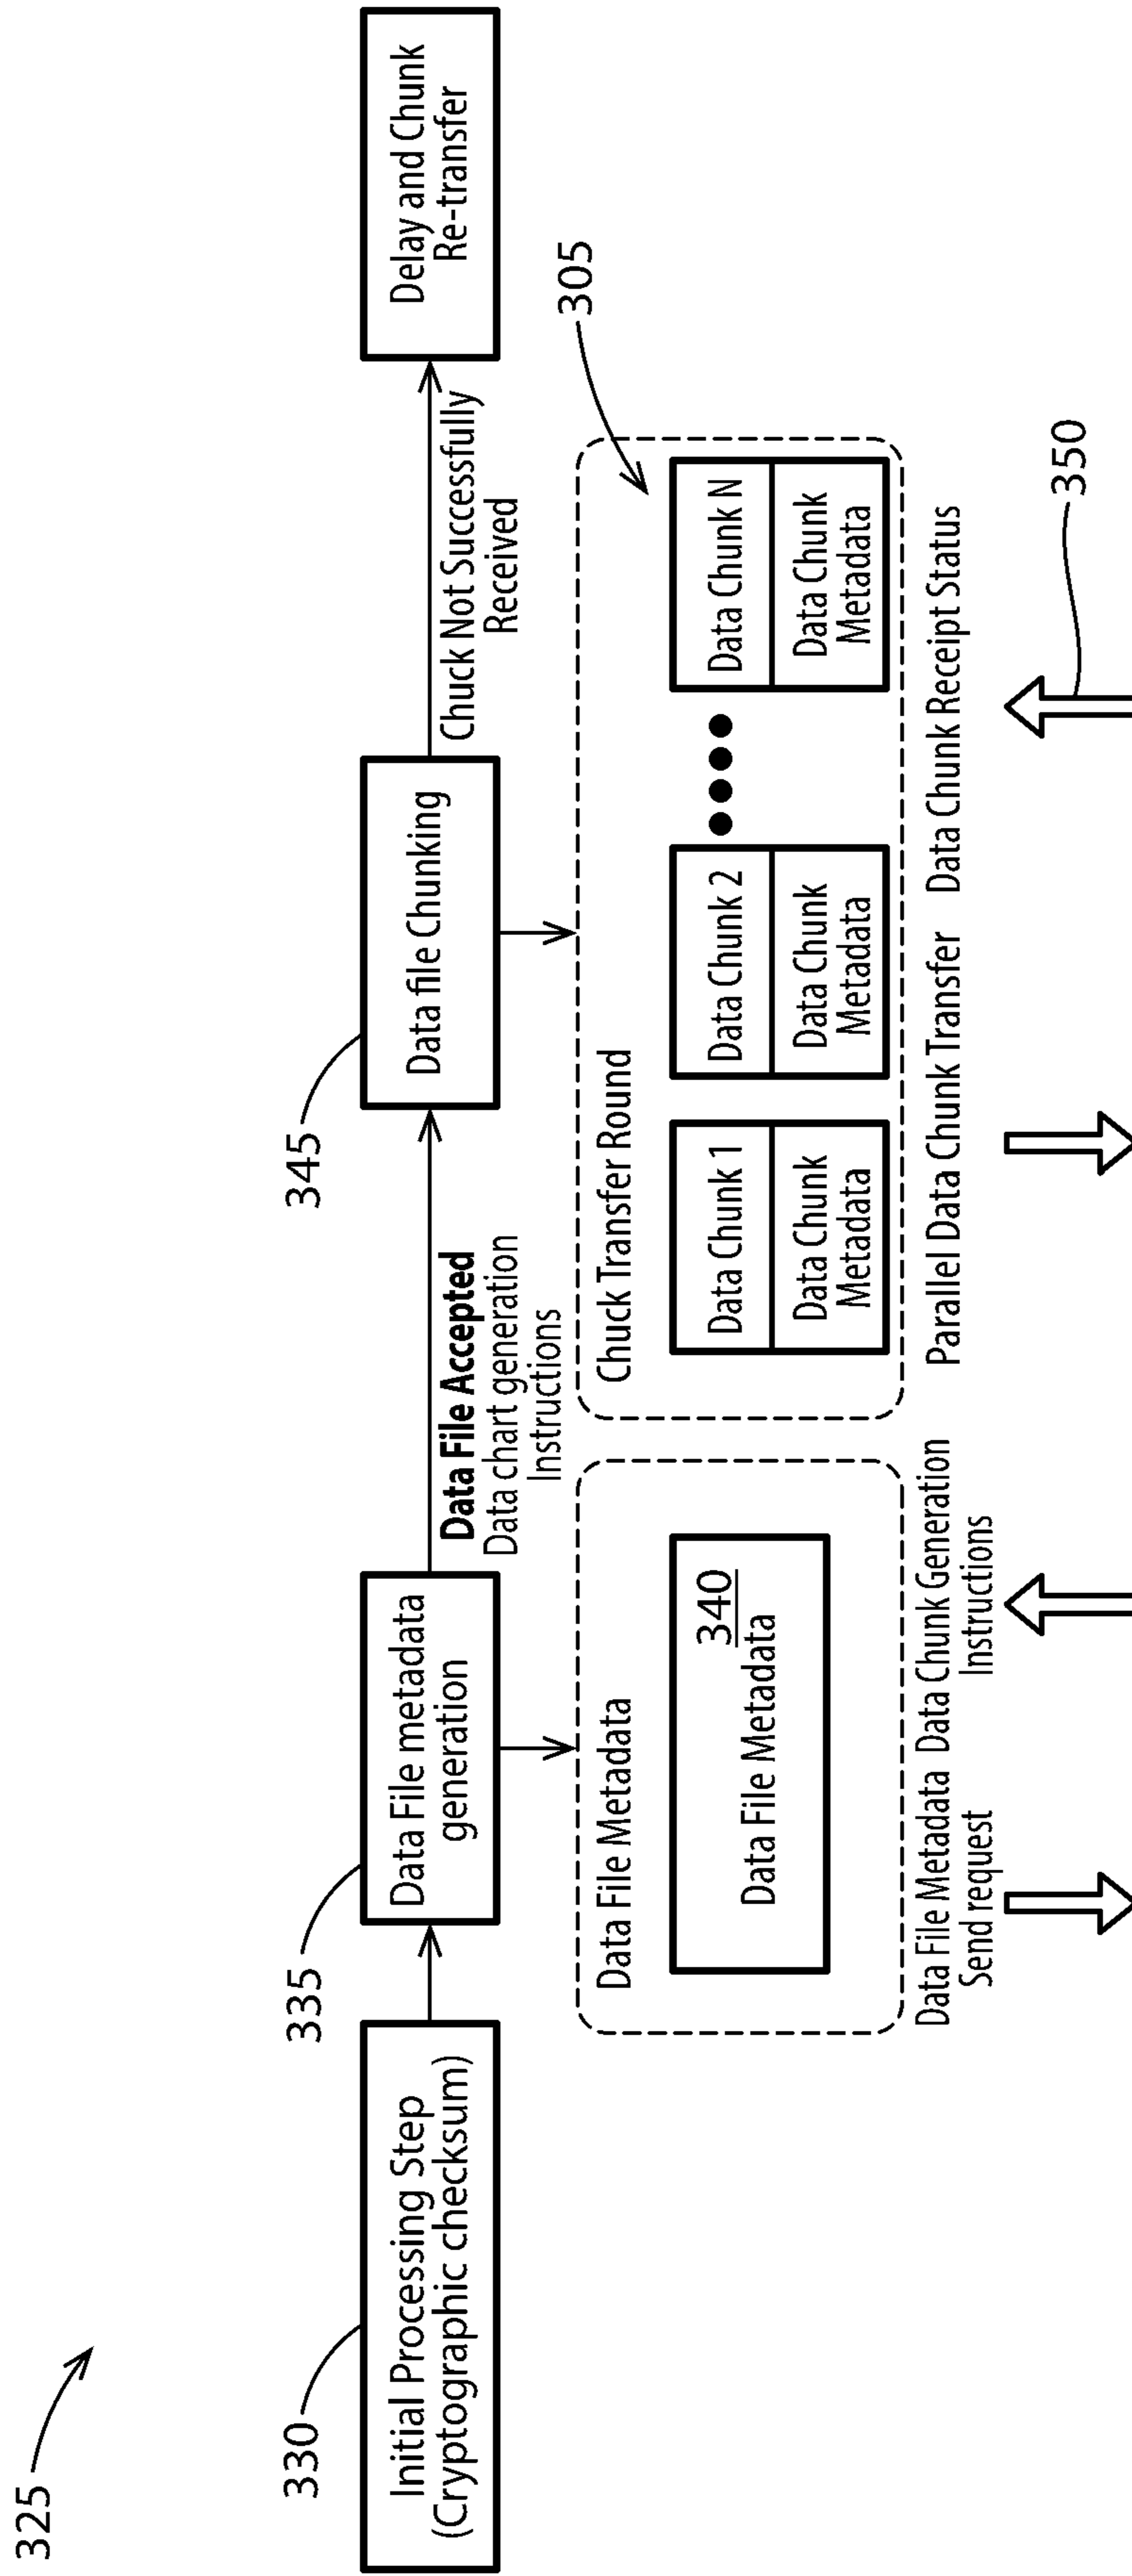 325
330
Initial Processing Step
(Cryptographic checksum)
335
Data File metadata
generation
Data File Accepted
Data chart generation
Instructions
345
Data file Chunking
Chuck Not Successfully
Received
Delay and Chunk
Re-transfer
Data File Metadata
340
Data File Metadata
Data File Metadata
Send request
Data Chunk Generation
Instructions
Chuck Transfer Round
305
Data Chunk 1
Data Chunk
Metadata
Data Chunk 2
Data Chunk
Metadata
Data Chunk N
Data Chunk
Metadata
Parallel Data Chunk Transfer
Data Chunk Receipt Status
350